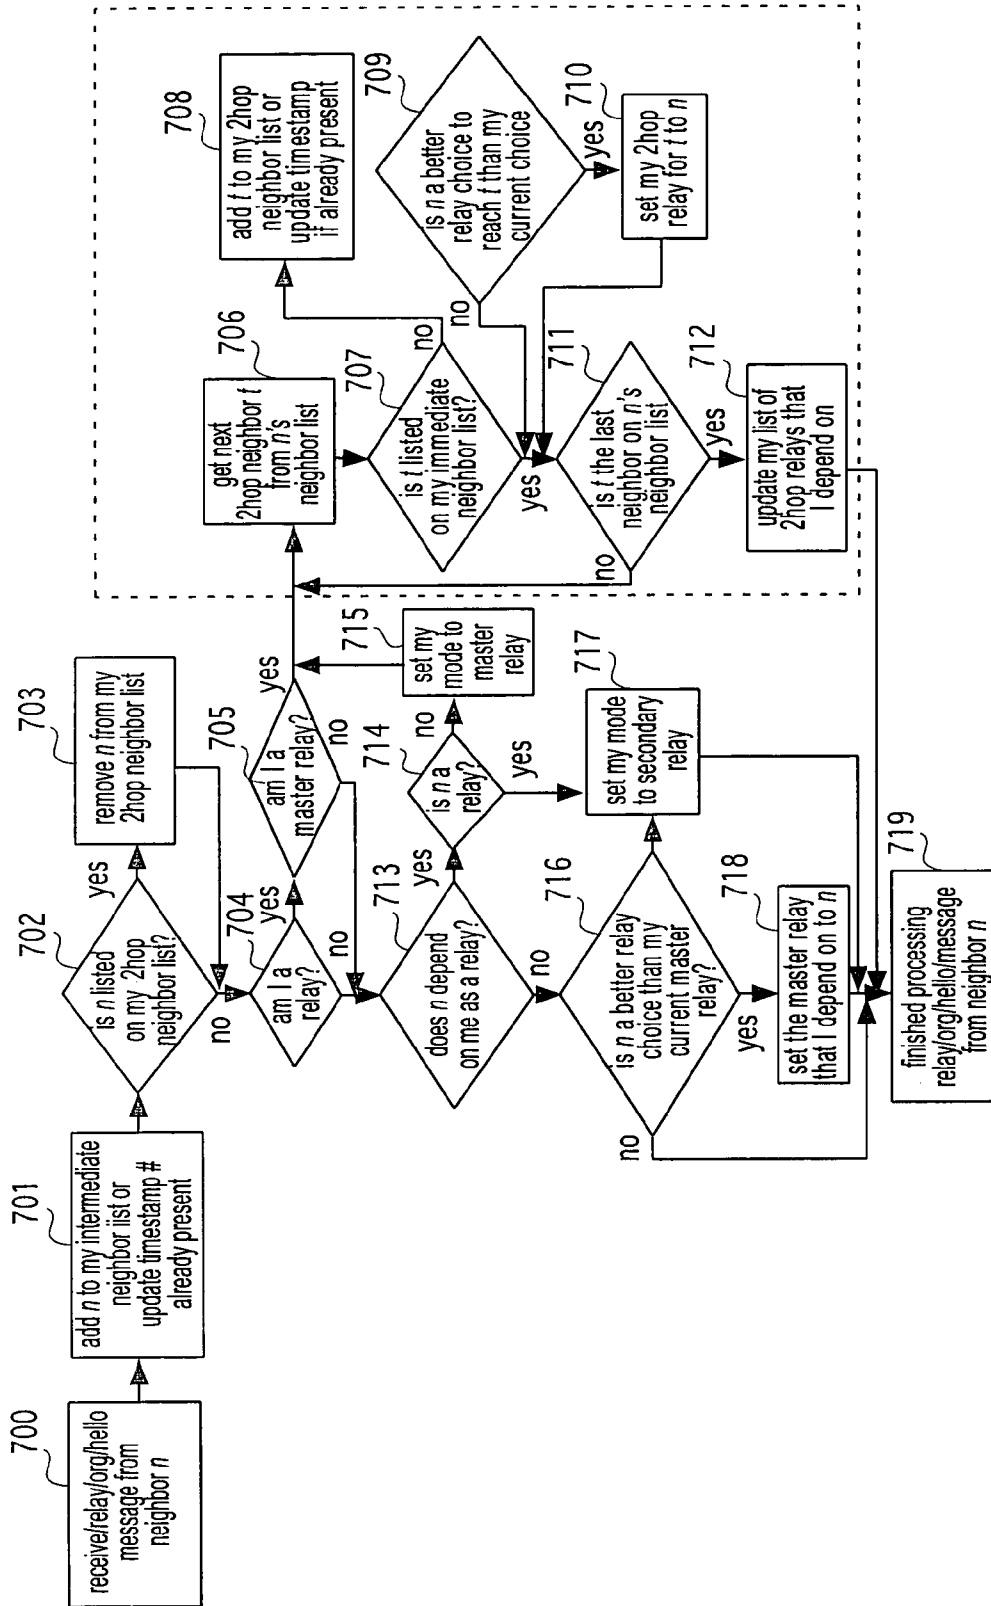 700
receive/relay/org/hello
message from
neighbor n
701
add n to my intermediate
neighbor list or
update timestamp #
already present
702
is n listed
on my 2hop
neighbor list?
yes
no
703
remove n from my
2hop neighbor list
704
am I a
relay?
yes
no
705
am I a
master relay?
yes
no
706
get next
2hop neighbor t
from n's
neighbor list
707
is t listed
on my immediate
neighbor list?
no
yes
708
add t to my 2hop
neighbor list or
update timestamp
if already present
709
is n a better
relay choice to
reach t than my
current choice
yes
no
710
set my 2hop
relay for t to n
711
is t the last
neighbor on n's
neighbor list
no
yes
712
update my list of
2hop relays that
I depend on
713
does n depend
on me as a relay?
yes
no
714
is n a
relay?
no
yes
715
set my
mode to
master
relay
716
is n a better relay
choice than my
current master
relay?
no
yes
717
set my mode
to secondary
relay
718
set the master relay
that I depend on to n
719
finished processing
relay/org/hello/message
from neighbor n